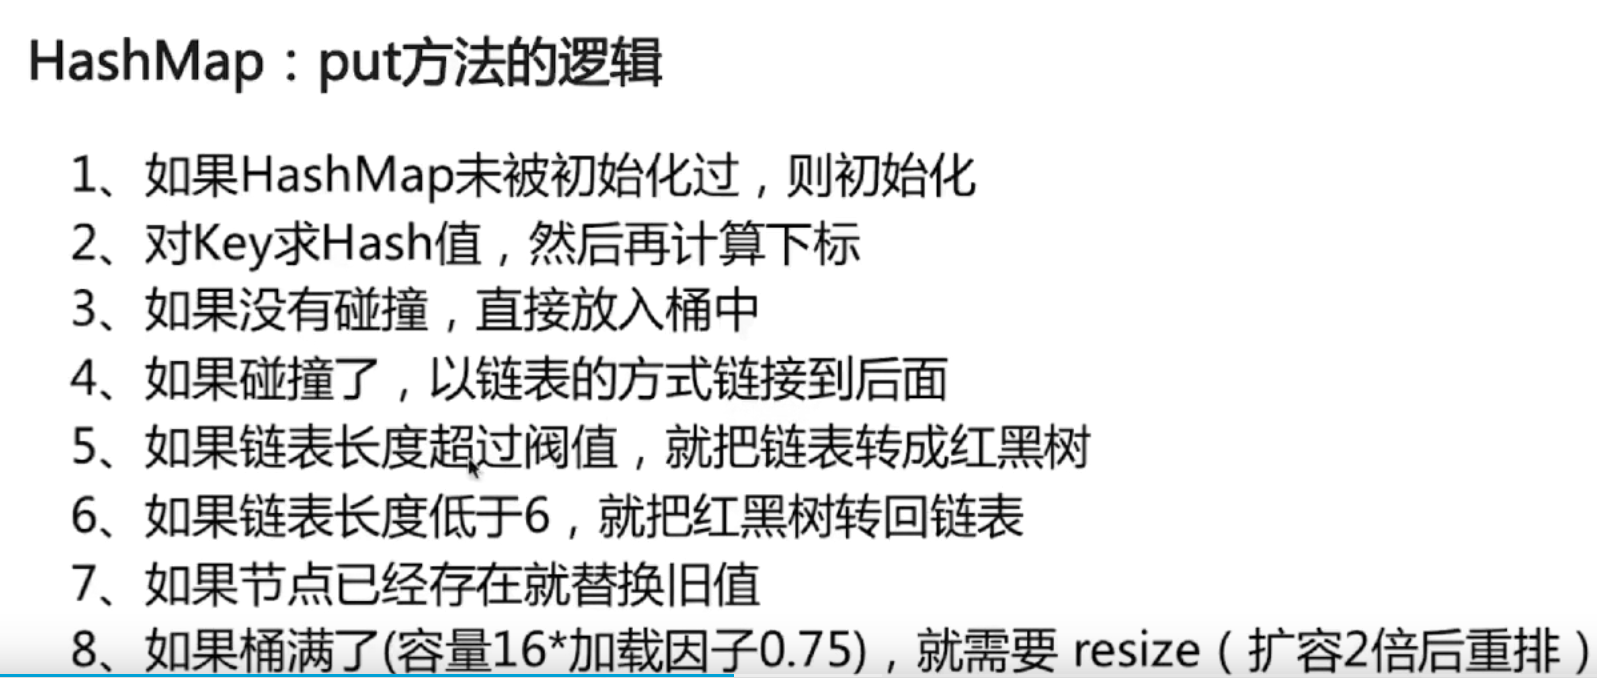 HashMap：put方法的逻辑
1、如果HashMap未被初始化过，则初始化
2、对Key求Hash值，然后再计算下标
3、如果没有碰撞，直接放入桶中
4、如果碰撞了，以链表的方式链接到后面
5、如果链表长度超过阀值，就把链表转成红黑树
6、如果链表长度低于6，就把红黑树转回链表
7、如果节点已经存在就替换旧值
8、如果桶满了(容量16*加载因子0.75)，就需要 resize（扩容2倍后重排）